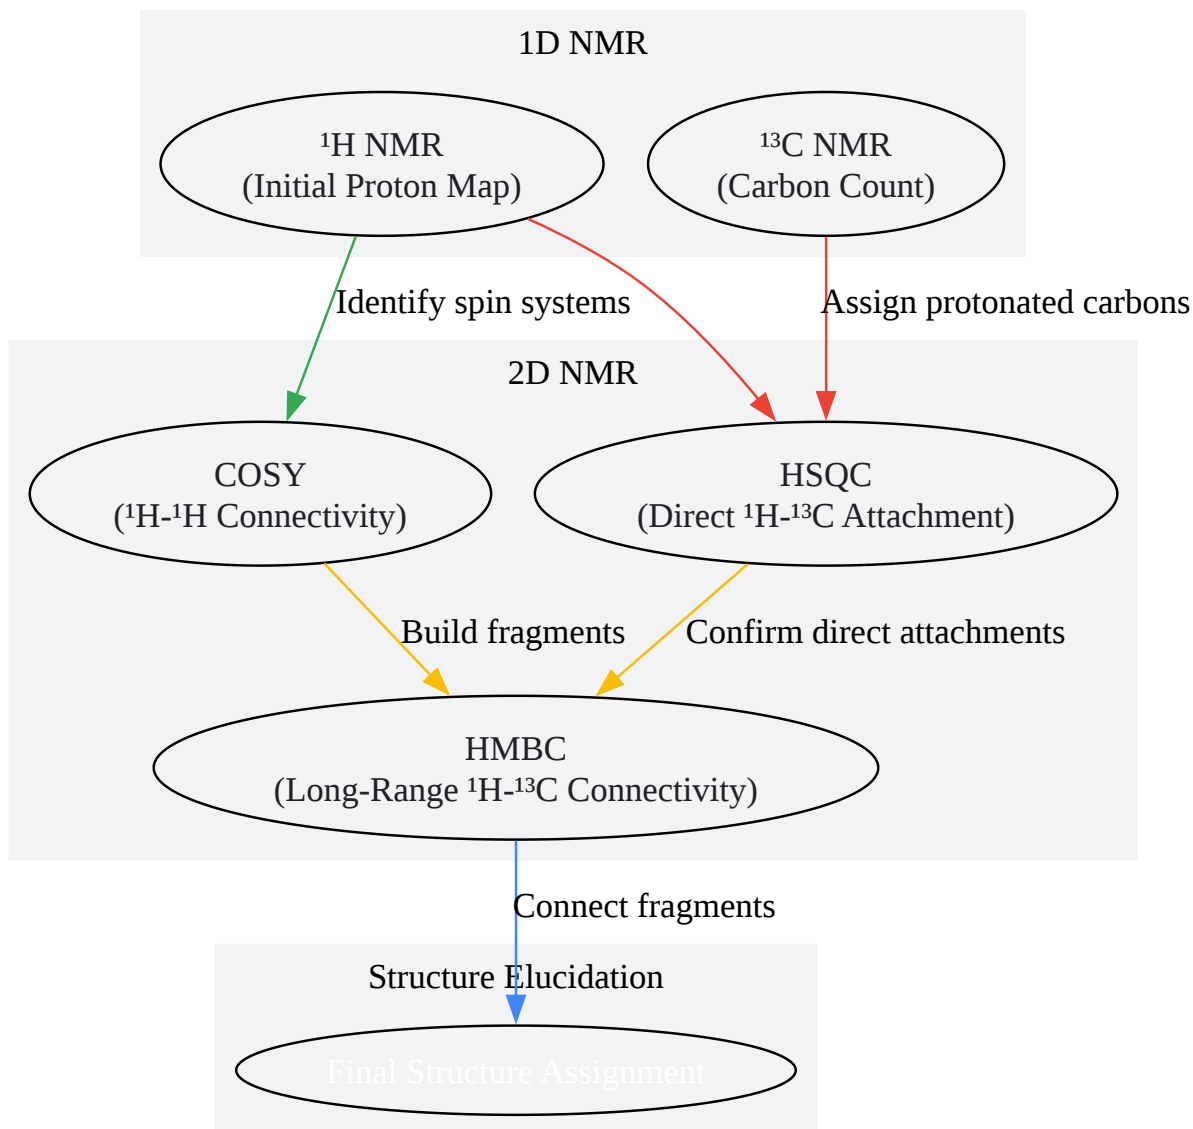 1D NMR
¹H NMR
(Initial Proton Map)
¹³C NMR
(Carbon Count)
Identify spin systems
Assign protonated carbons
2D NMR
COSY
(¹H-¹H Connectivity)
HSQC
(Direct ¹H-¹³C Attachment)
Build fragments
Confirm direct attachments
HMBC
(Long-Range ¹H-¹³C Connectivity)
Connect fragments
Structure Elucidation
Final Structure Assignment